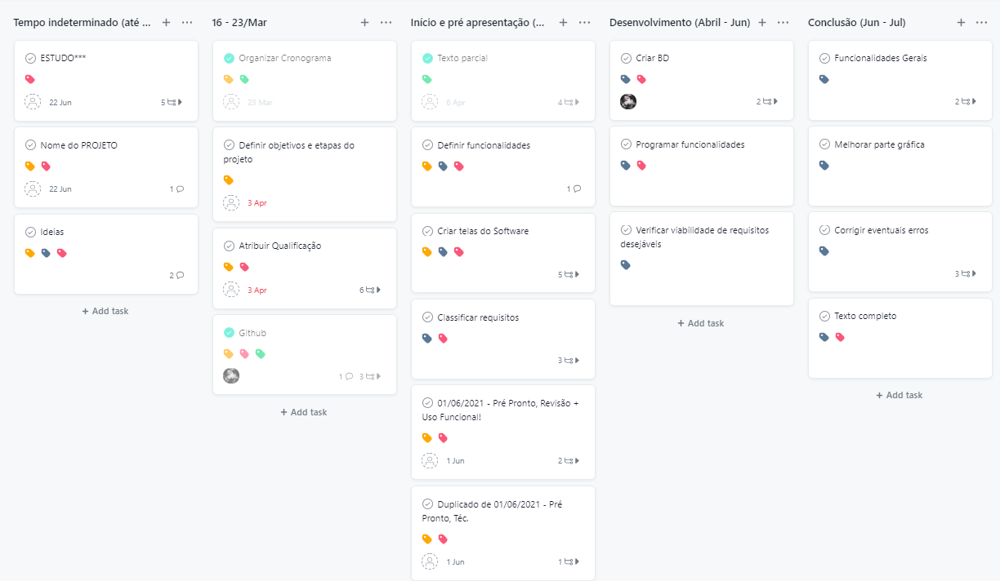 Tempo indeterminado (até ...
ESTUDO***
22 Jun
5
Nome do PROJETO
22 Jun
1
Ideias
2
+ Add task
16 - 23/Mar
Organizar Cronograma
23 Mar
Definir objetivos e etapas do
projeto
3 Apr
Atribuir Qualificação
3 Apr
6
Github
1
3
+ Add task
Início e pré apresentação (...
Texto parcial
6 Apr
4
Definir funcionalidades
1
Criar telas do Software
5
Classificar requisitos
3
01/06/2021 - Pré Pronto, Revisão +
Uso Funcional!
1 Jun
2
Duplicado de 01/06/2021 - Pré
Pronto, Téc.
1 Jun
1
Desenvolvimento (Abril - Jun)
Criar BD
2
Programar funcionalidades
Verificar viabilidade de requisitos
desejáveis
+ Add task
Conclusão (Jun - Jul)
Funcionalidades Gerais
2
Melhorar parte gráfica
Corrigir eventuais erros
3
Texto completo
+ Add task